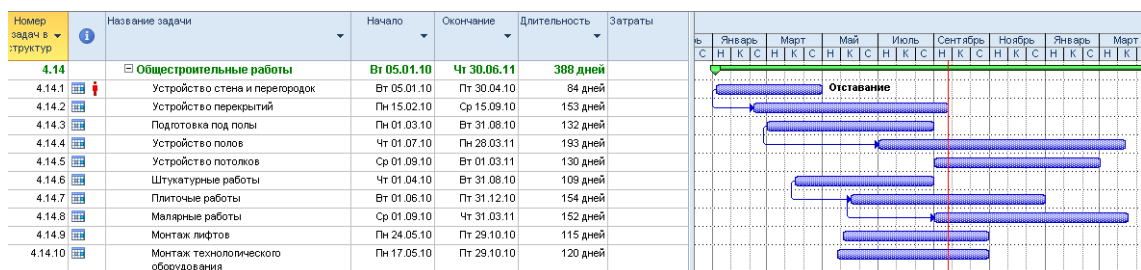 Номер задач в структур Название задачи Начало Окончание Длительность Затраты
Январь Март Май Июль Сентябрь Ноябрь Январь Март
С Н К С Н К С Н К С Н К С Н К С Н К С Н К С Н К
4.14 Общестроительные работы Вт 05.01.10 Чт 30.06.11 388 дней
4.14.1 Устройство стена и перегородок Вт 05.01.10 Пт 30.04.10 84 дней Отставание
4.14.2 Устройство перекрытий Пн 15.02.10 Ср 15.09.10 153 дней
4.14.3 Подготовка под полы Пн 01.03.10 Вт 31.08.10 132 дней
4.14.4 Устройство полов Чт 01.07.10 Пн 28.03.11 193 дней
4.14.5 Устройство потолков Ср 01.09.10 Вт 01.03.11 130 дней
4.14.6 Штукатурные работы Чт 01.04.10 Вт 31.08.10 109 дней
4.14.7 Плиточные работы Вт 01.06.10 Пт 31.12.10 154 дней
4.14.8 Малярные работы Ср 01.09.10 Чт 31.03.11 152 дней
4.14.9 Монтаж лифтов Пн 24.05.10 Пт 29.10.10 115 дней
4.14.10 Монтаж технологического Пн 17.05.10 Пт 29.10.10 120 дней
оборудования